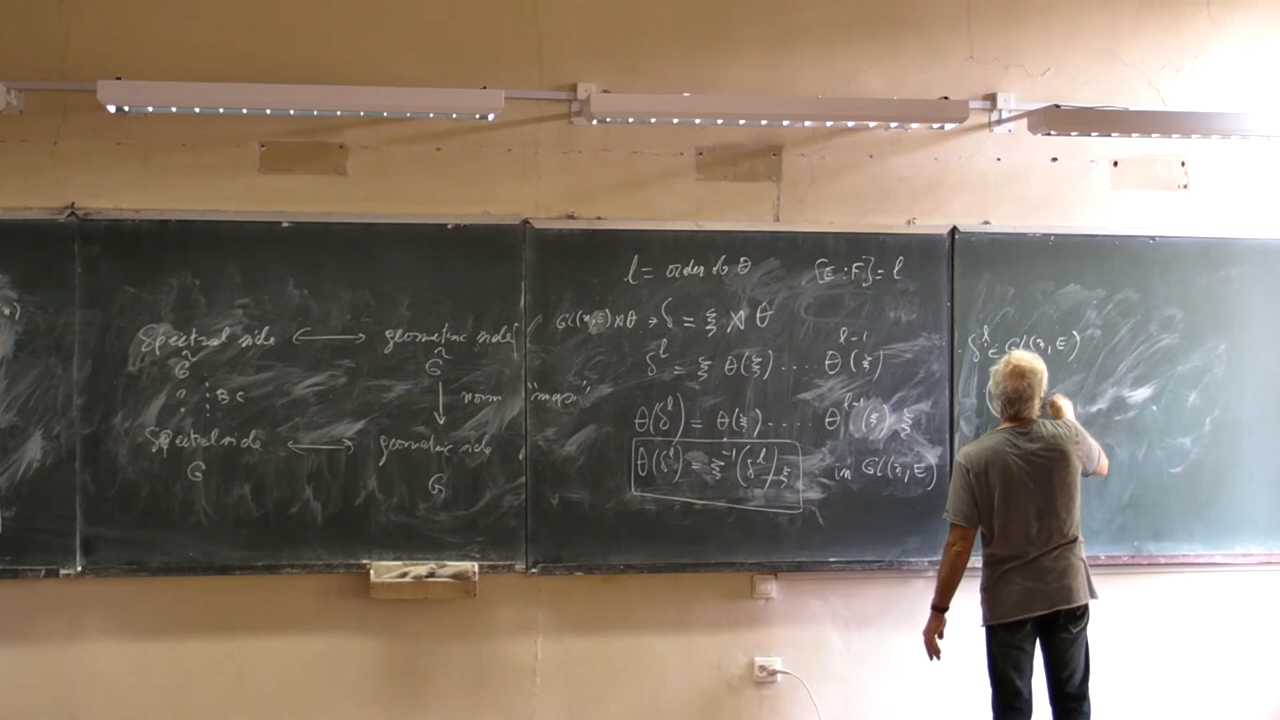 Spectral side ⟷ geometric side
G̃ G̃
BC norm "map"
Spectral side ⟷ geometric side
G G
l = order de θ [E:F] = l
GL(n,E)⋊θ ∋ δ = ξ ⋊ θ
δ^l = ξ θ(ξ) .... θ^{l-1}(ξ)
θ(δ^l) = θ(ξ) .... θ^{l-1}(ξ) ξ
θ(δ^l) = ξ^{-1}(δ^l) ξ in GL(n,E)
δ^l ∈ GL(n,E)